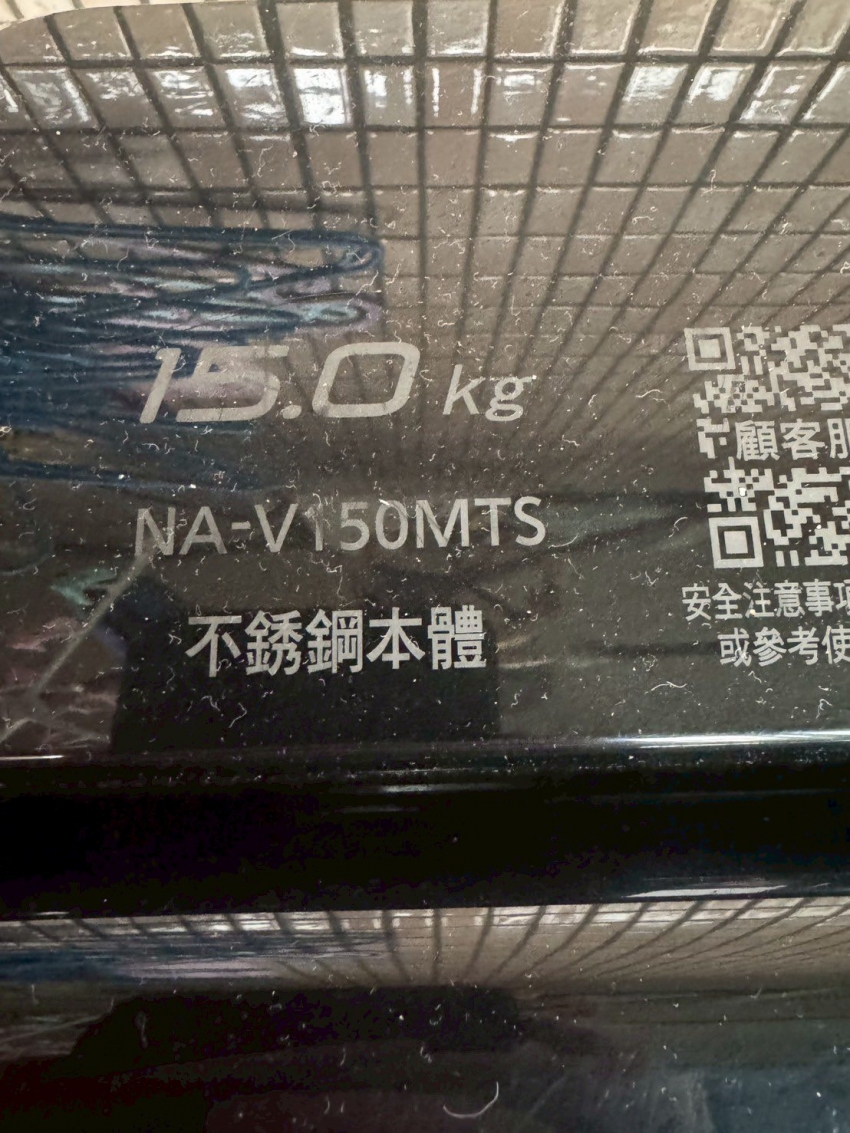 15.0 kg
NA-V150MTS
不銹鋼本體
顧客服
安全注意事項
或參考使